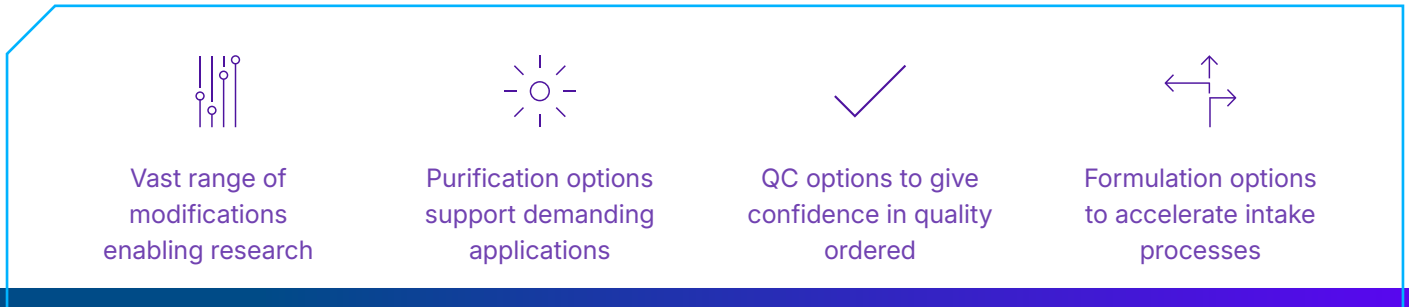 Vast range of
modifications
enabling research
Purification options
support demanding
applications
QC options to give
confidence in quality
ordered
Formulation options
to accelerate intake
processes